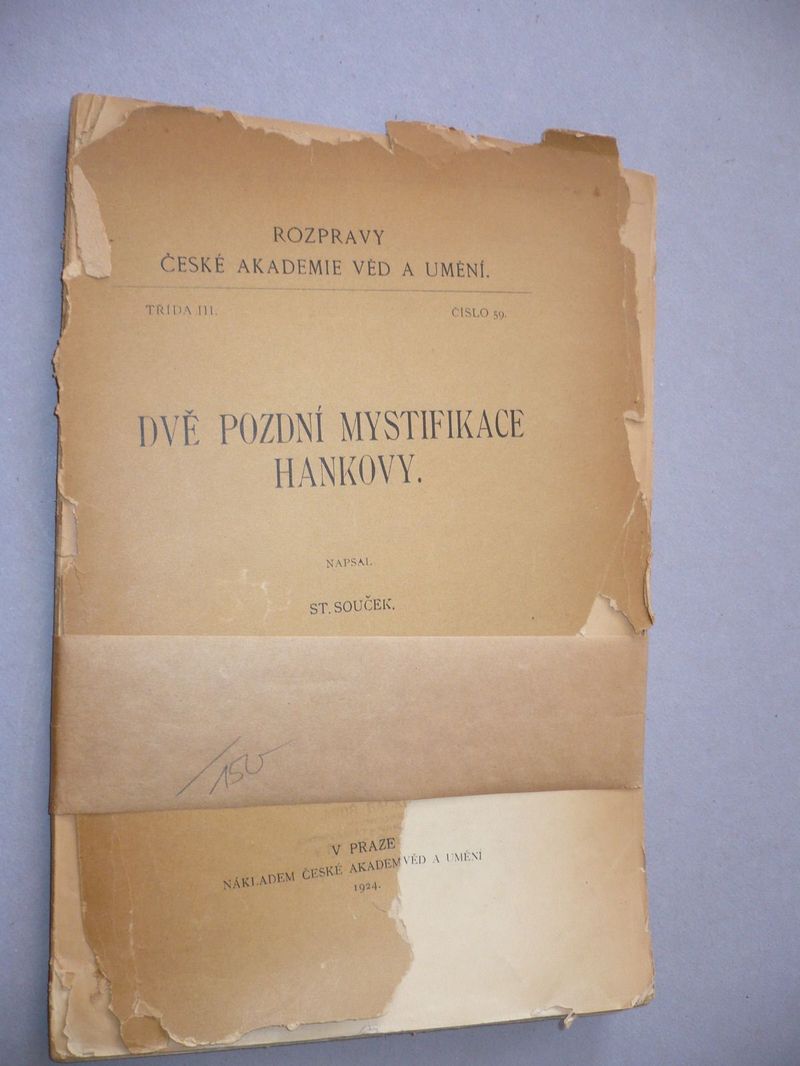 ROZPRAVY
ČESKÉ AKADEMIE VĚD A UMĚNÍ.
TŘÍDA III.
ČÍSLO 59.
DVĚ POZDNÍ MYSTIFIKACE
HANKOVY.
NAPSAL
ST. SOUČEK.
150
V PRAZE
NÁKLADEM ČESKÉ AKADEM VĚD A UMĚNÍ
1924.